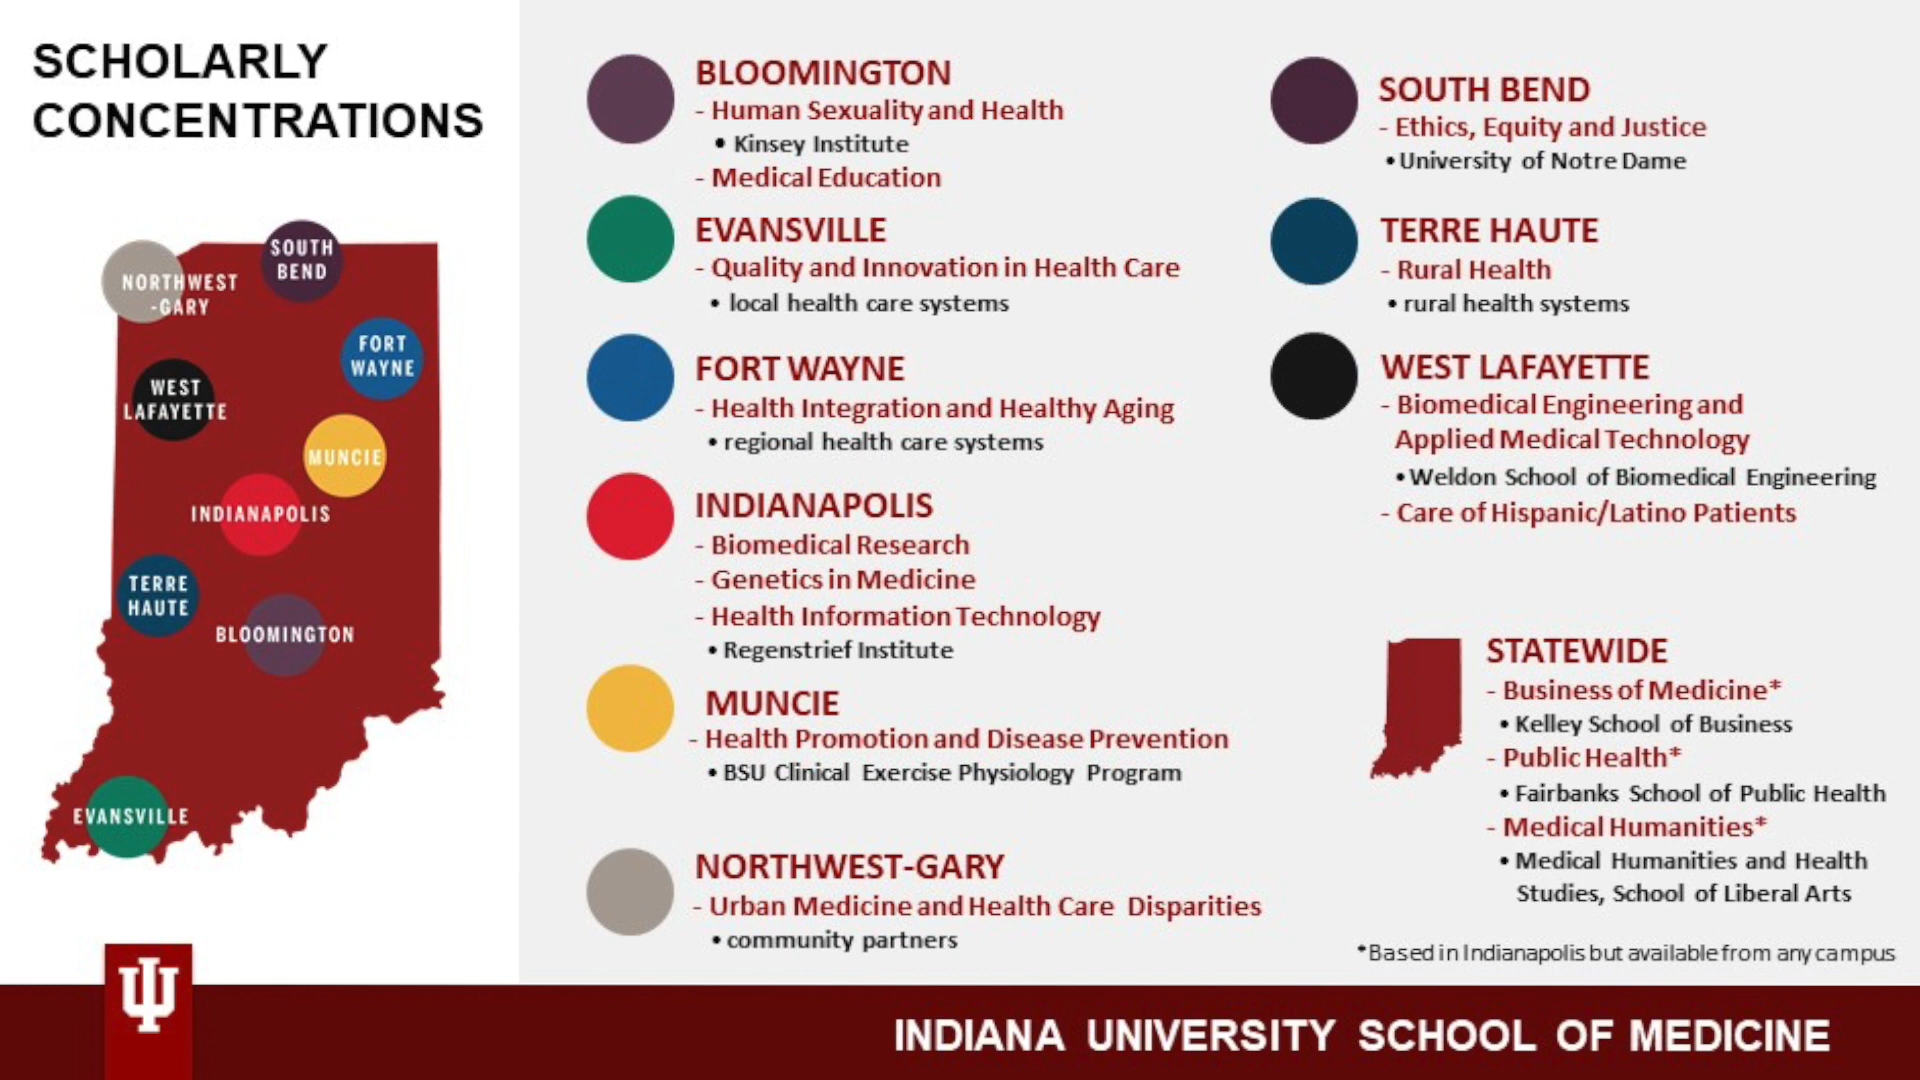 SCHOLARLY
CONCENTRATIONS
NORTHWEST
-GARY
SOUTH
BEND
FORT
WAYNE
WEST
LAFAYETTE
MUNCIE
INDIANAPOLIS
TERRE
HAUTE
BLOOMINGTON
EVANSVILLE
BLOOMINGTON
- Human Sexuality and Health
• Kinsey Institute
- Medical Education
EVANSVILLE
- Quality and Innovation in Health Care
• local health care systems
FORT WAYNE
- Health Integration and Healthy Aging
• regional health care systems
INDIANAPOLIS
- Biomedical Research
- Genetics in Medicine
- Health Information Technology
• Regenstrief Institute
MUNCIE
- Health Promotion and Disease Prevention
• BSU Clinical Exercise Physiology Program
NORTHWEST-GARY
- Urban Medicine and Health Care Disparities
• community partners
SOUTH BEND
- Ethics, Equity and Justice
• University of Notre Dame
TERRE HAUTE
- Rural Health
• rural health systems
WEST LAFAYETTE
- Biomedical Engineering and
Applied Medical Technology
• Weldon School of Biomedical Engineering
- Care of Hispanic/Latino Patients
STATEWIDE
- Business of Medicine*
• Kelley School of Business
- Public Health*
• Fairbanks School of Public Health
- Medical Humanities*
• Medical Humanities and Health
Studies, School of Liberal Arts
*Based in Indianapolis but available from any campus
INDIANA UNIVERSITY SCHOOL OF MEDICINE